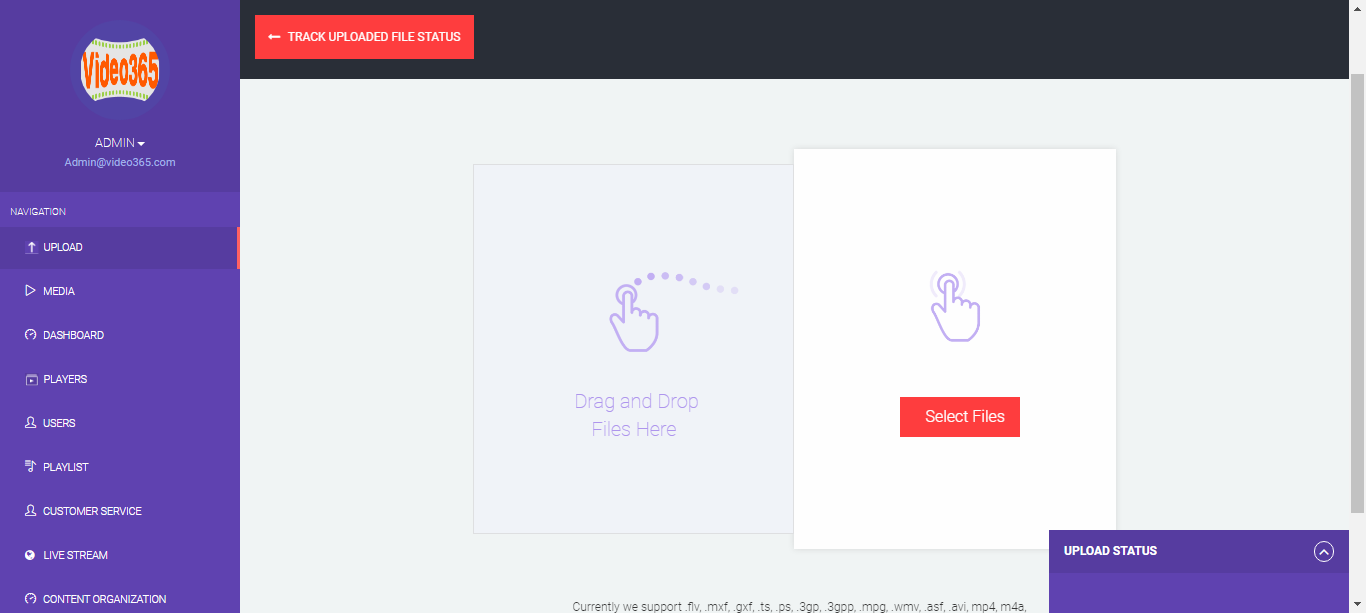 Video365
ADMIN
Admin@video365.com
NAVIGATION
UPLOAD
MEDIA
DASHBOARD
PLAYERS
USERS
PLAYLIST
CUSTOMER SERVICE
LIVE STREAM
CONTENT ORGANIZATION
TRACK UPLOADED FILE STATUS
Drag and Drop
Files Here
Select Files
Currently we support .flv, .mxf, .gxf, .ts, .ps, .3gp, .3gpp, .mpg, .wmv, .asf, .avi, mp4, m4a,
UPLOAD STATUS